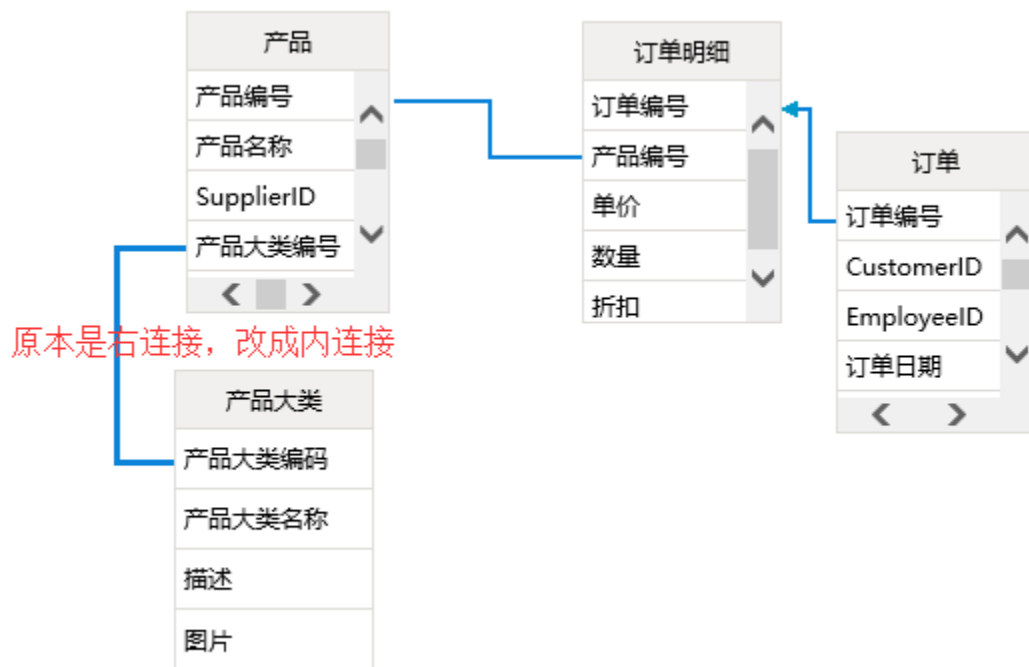 产品
产品编号
产品名称
SupplierID
产品大类编号
订单明细
订单编号
产品编号
单价
数量
折扣
订单
订单编号
CustomerID
EmployeeID
订单日期
原本是右连接，改成内连接
产品大类
产品大类编码
产品大类名称
描述
图片